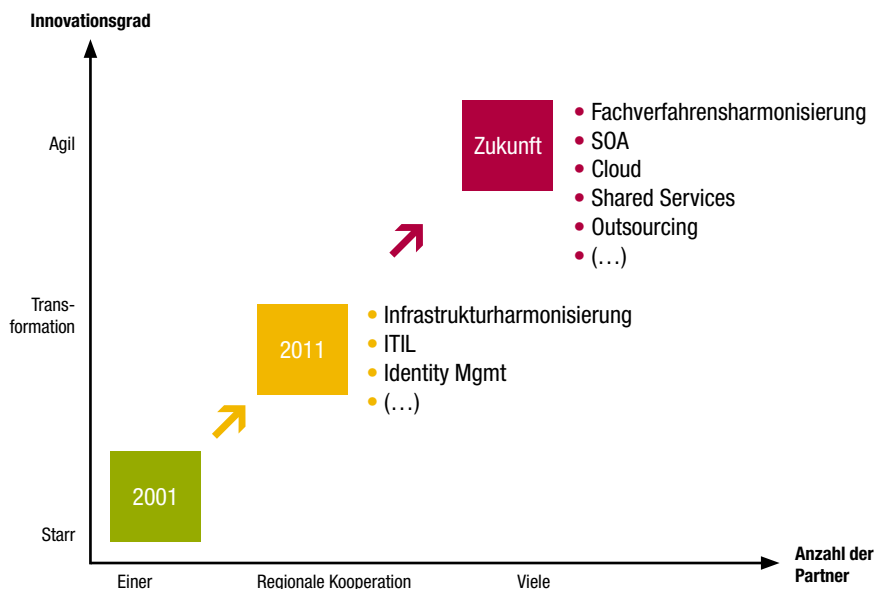 Innovationsgrad
Agil
Zukunft
• Fachverfahrensharmonisierung
• SOA
• Cloud
• Shared Services
• Outsourcing
• (…)
Trans-
formation
2011
• Infrastrukturharmonisierung
• ITIL
• Identity Mgmt
• (…)
2001
Starr
Einer
Regionale Kooperation
Viele
Anzahl der
Partner